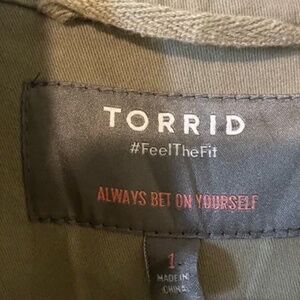 TORRID
#FeelTheFit
ALWAYS BET ON YOURSELF
1
MADE IN
CHINA